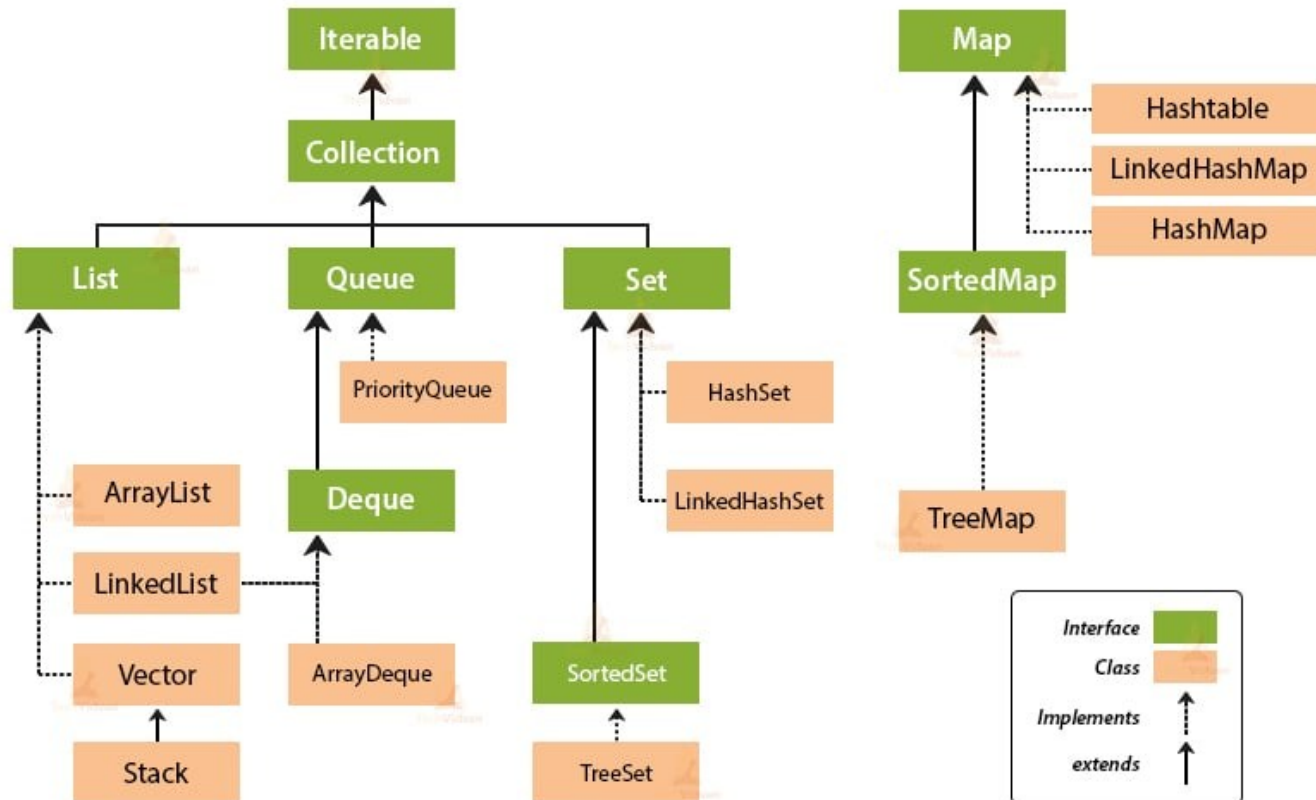 Iterable
Map
Hashtable
Collection
LinkedHashMap
HashMap
List
Queue
Set
SortedMap
PriorityQueue
HashSet
ArrayList
Deque
LinkedHashSet
TreeMap
LinkedList
Vector
ArrayDeque
SortedSet
Stack
TreeSet
Interface
Class
Implements
extends